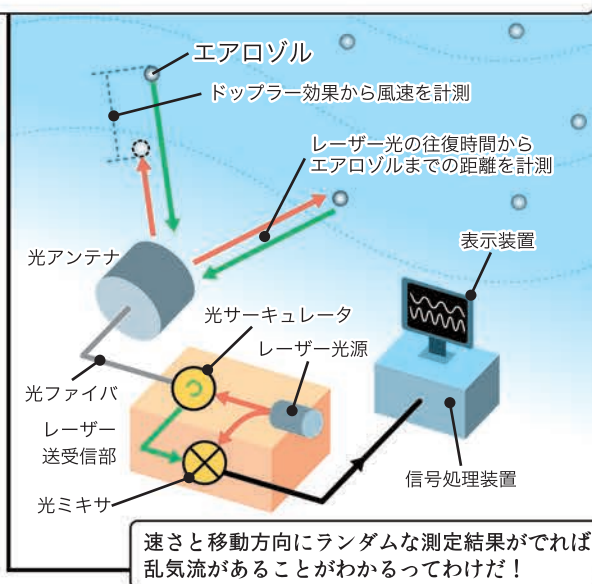 エアロゾル
ドップラー効果から風速を計測
レーザー光の往復時間から
エアロゾルまでの距離を計測
表示装置
光アンテナ
光サーキュレータ
レーザー光源
光ファイバ
レーザー
送受信部
光ミキサ
信号処理装置
速さと移動方向にランダムな測定結果がでれば
乱気流があることがわかるってわけだ！